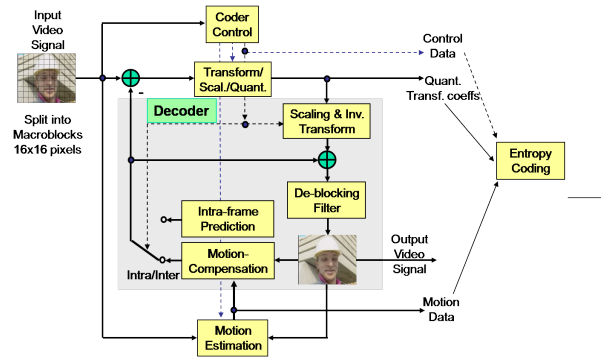 Input
Video
Signal
Coder
Control
Control
Data
Transform/
Scal./Quant.
Quant.
Transf. coeffs
-
Decoder
Split into
Macroblocks
16x16 pixels
Scaling & Inv.
Transform
Entropy
Coding
De-blocking
Filter
Intra-frame
Prediction
Output
Video
Signal
Motion-
Compensation
Intra/Inter
Motion
Data
Motion
Estimation